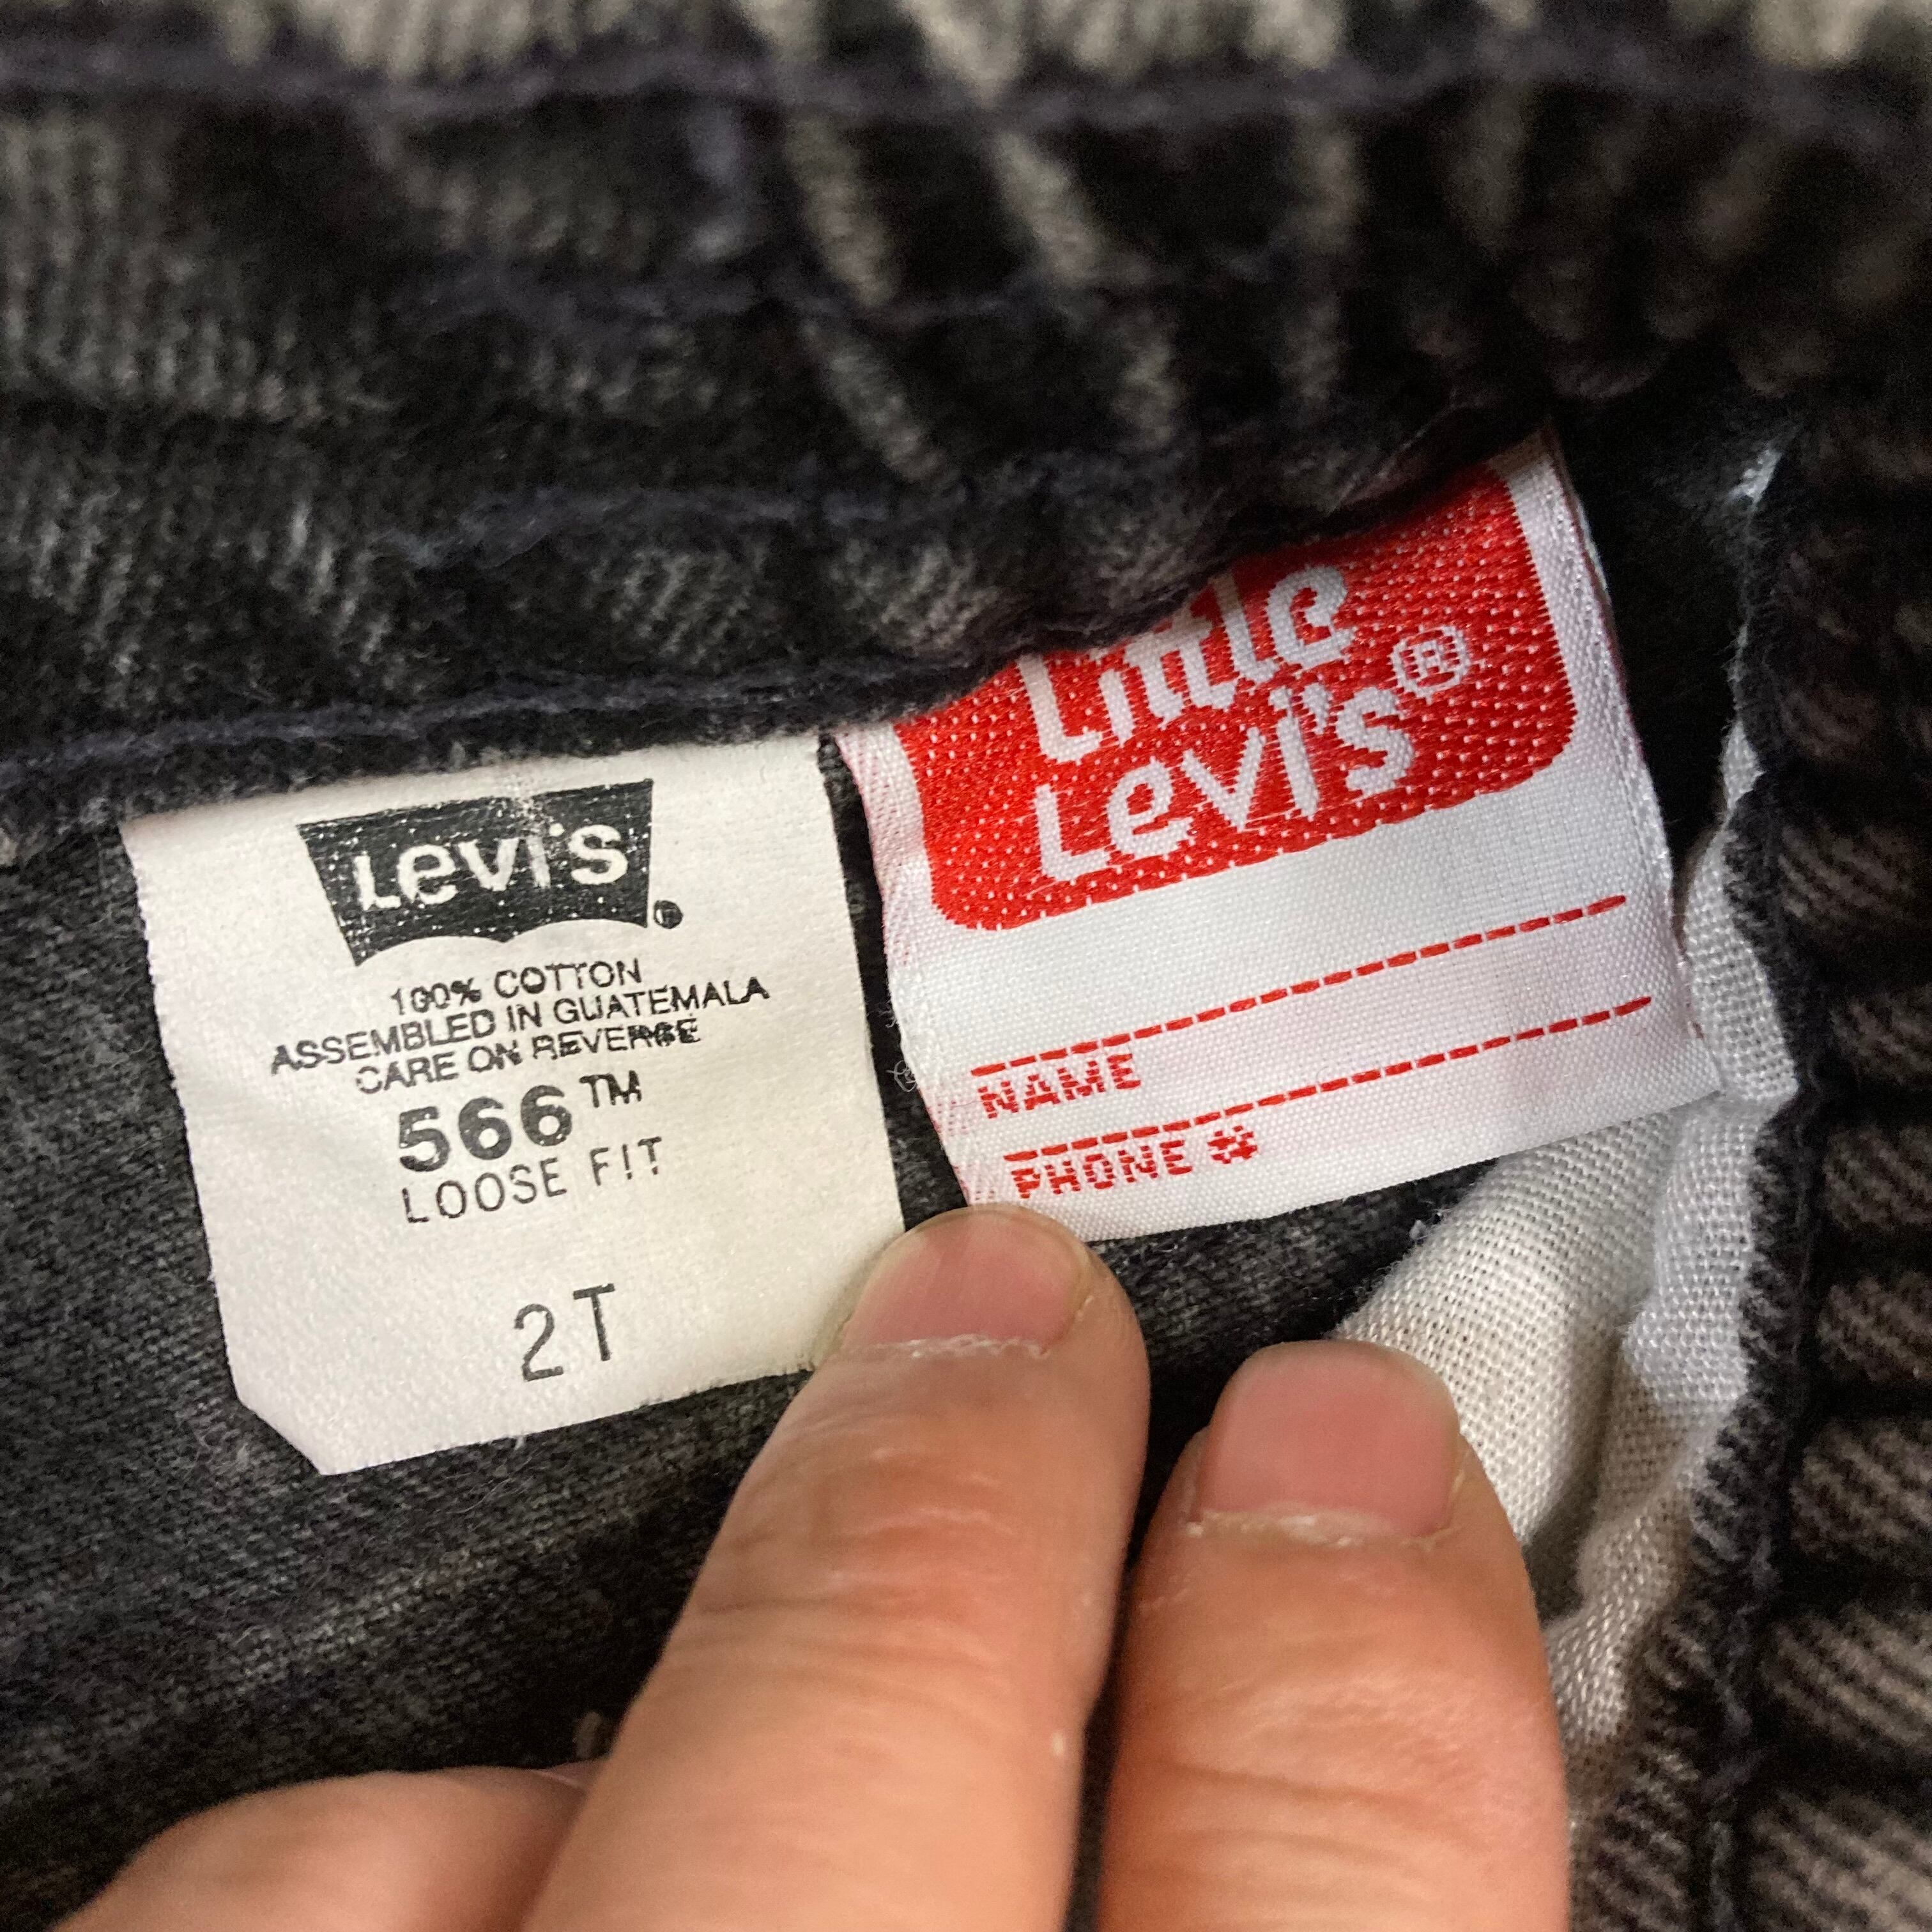 Levi's®
100% COTTON
ASSEMBLED IN GUATEMALA
CARE ON REVERSE
566™
LOOSE FIT
2T
Little
Levi's®
NAME
PHONE #